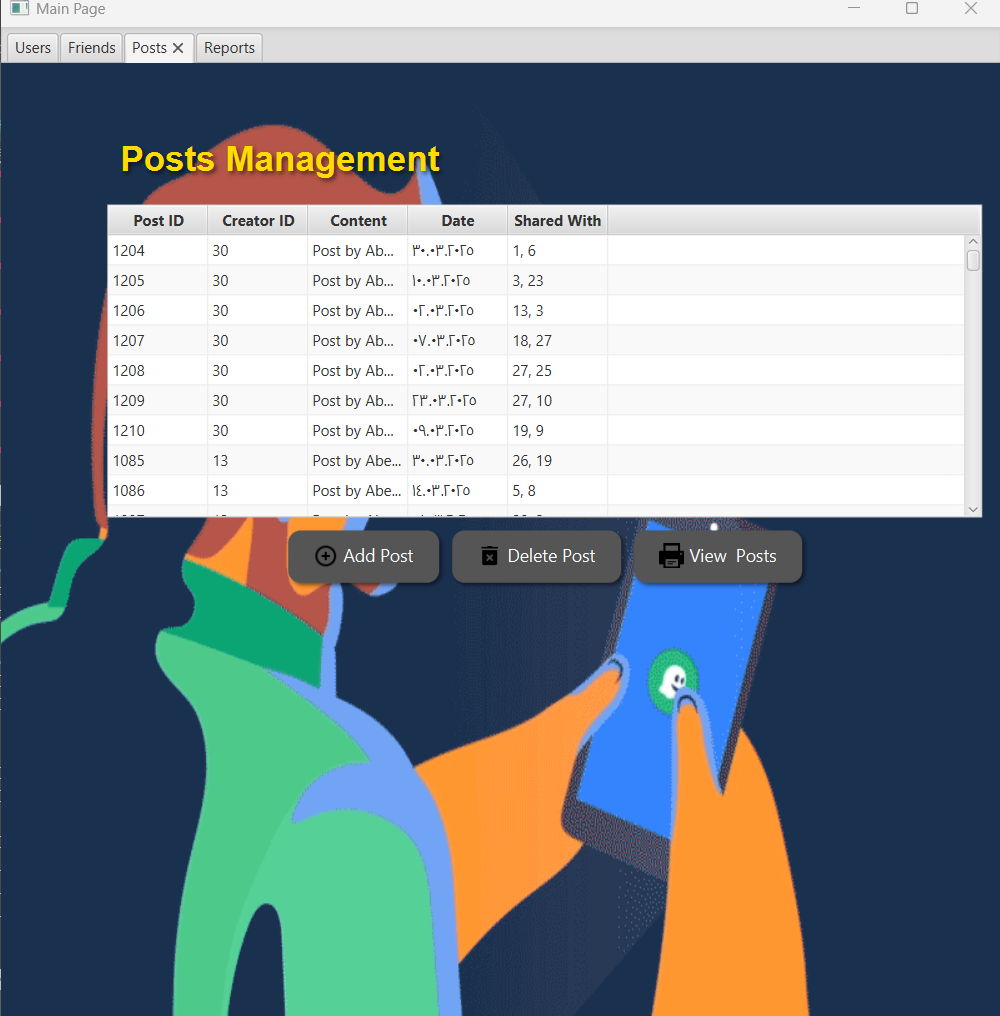 Main Page
Users Friends Posts Reports
Posts Management
Post ID Creator ID Content Date Shared With
1204 30 Post by Ab... ٣٠.٠٣.٢٠٢٥ 1, 6
1205 30 Post by Ab... ١٠.٠٣.٢٠٢٥ 3, 23
1206 30 Post by Ab... ٠٢.٠٣.٢٠٢٥ 13, 3
1207 30 Post by Ab... ٠٧.٠٣.٢٠٢٥ 18, 27
1208 30 Post by Ab... ٠٢.٠٣.٢٠٢٥ 27, 25
1209 30 Post by Ab... ٢٣.٠٣.٢٠٢٥ 27, 10
1210 30 Post by Ab... ٠٩.٠٣.٢٠٢٥ 19, 9
1085 13 Post by Abe... ٣٠.٠٣.٢٠٢٥ 26, 19
1086 13 Post by Abe... ١٤.٠٣.٢٠٢٥ 5, 8
Add Post Delete Post View Posts